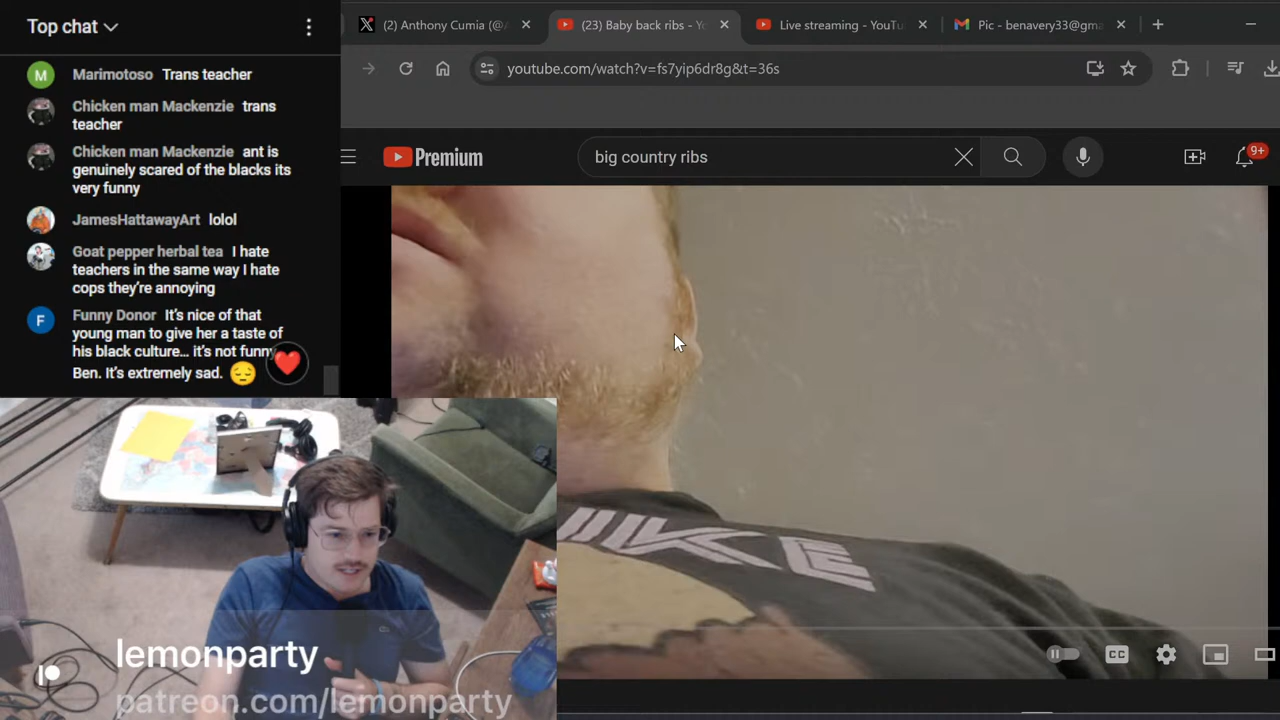 Top chat
M Marimotoso Trans teacher
Chicken man Mackenzie trans
teacher
Chicken man Mackenzie ant is
genuinely scared of the blacks its
very funny
JamesHattawayArt lolol
Goat pepper herbal tea I hate
teachers in the same way I hate
cops they're annoying
F Funny Donor It's nice of that
young man to give her a taste of
his black culture... it's not funny
Ben. It's extremely sad. 😔
(2) Anthony Cumia (@A
(23) Baby back ribs - Yo
Live streaming - YouTu
Pic - benavery33@gma
youtube.com/watch?v=fs7yip6dr8g&t=36s
Premium
big country ribs
9+
CC
lemonparty
patreon.com/lemonparty